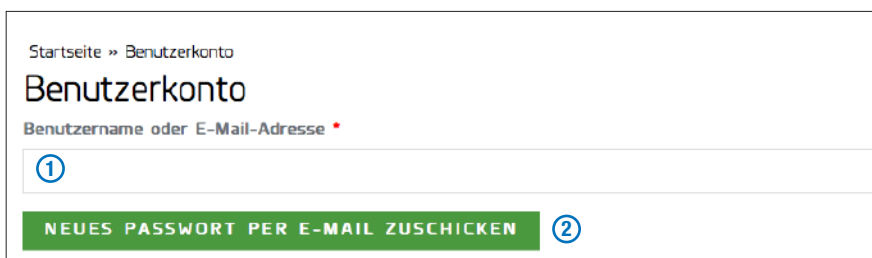 Startseite » Benutzerkonto
Benutzerkonto
Benutzername oder E-Mail-Adresse *
1
NEUES PASSWORT PER E-MAIL ZUSCHICKEN 2